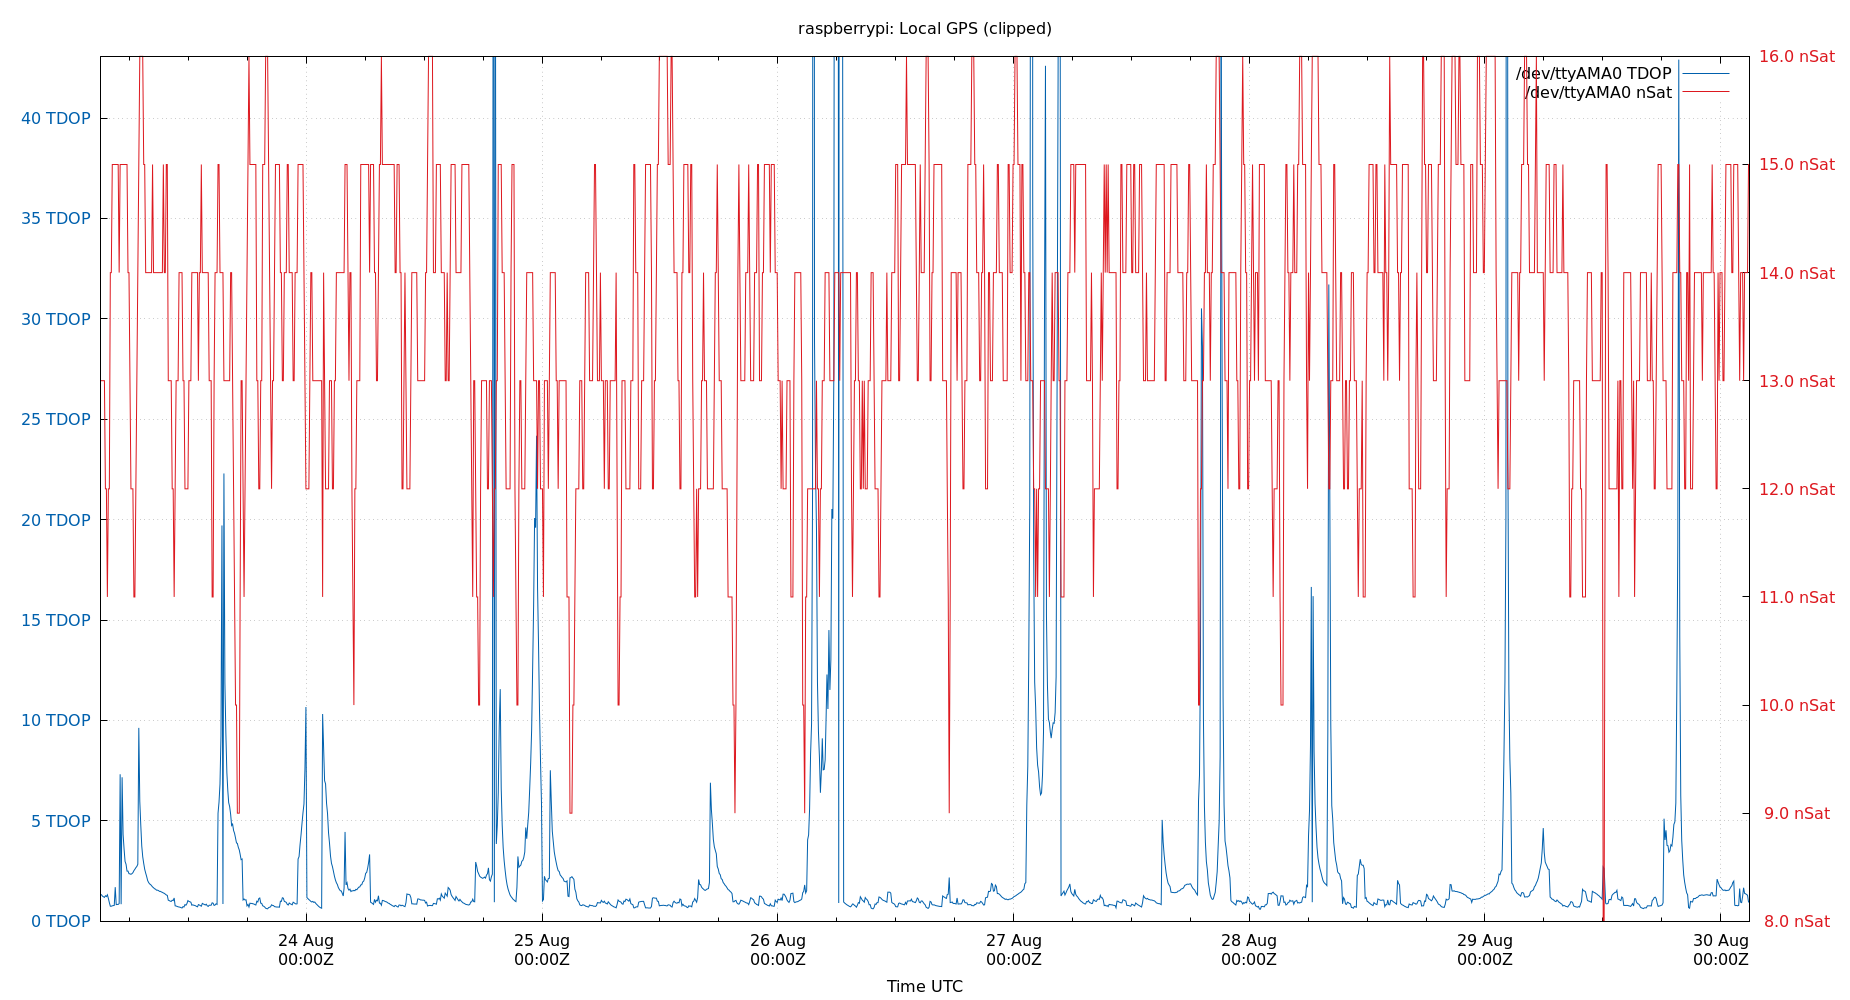 raspberrypi: Local GPS (clipped)
/dev/ttyAMA0 TDOP
/dev/ttyAMA0 nSat
40 TDOP
35 TDOP
30 TDOP
25 TDOP
20 TDOP
15 TDOP
10 TDOP
5 TDOP
0 TDOP
16.0 nSat
15.0 nSat
14.0 nSat
13.0 nSat
12.0 nSat
11.0 nSat
10.0 nSat
9.0 nSat
8.0 nSat
24 Aug
00:00Z
25 Aug
00:00Z
26 Aug
00:00Z
27 Aug
00:00Z
28 Aug
00:00Z
29 Aug
00:00Z
30 Aug
00:00Z
Time UTC